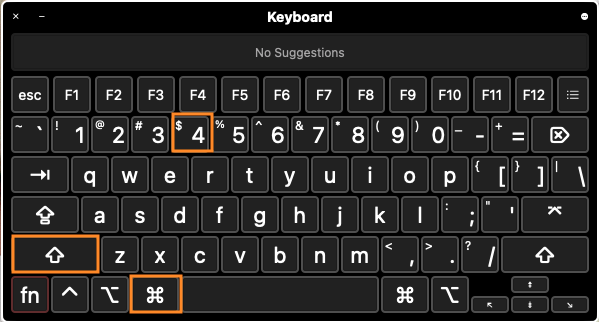 Keyboard
No Suggestions
esc F1 F2 F3 F4 F5 F6 F7 F8 F9 F10 F11 F12
~ ` ! 1 @ 2 # 3 $ 4 % 5 ^ 6 & 7 * 8 ( 9 ) 0 _ - + =
q w e r t y u i o p { [ } ] | \
a s d f g h j k l : ; " '
z x c v b n m < , > . ? /
fn ^ ⌥ ⌘ ⌘ ⌥